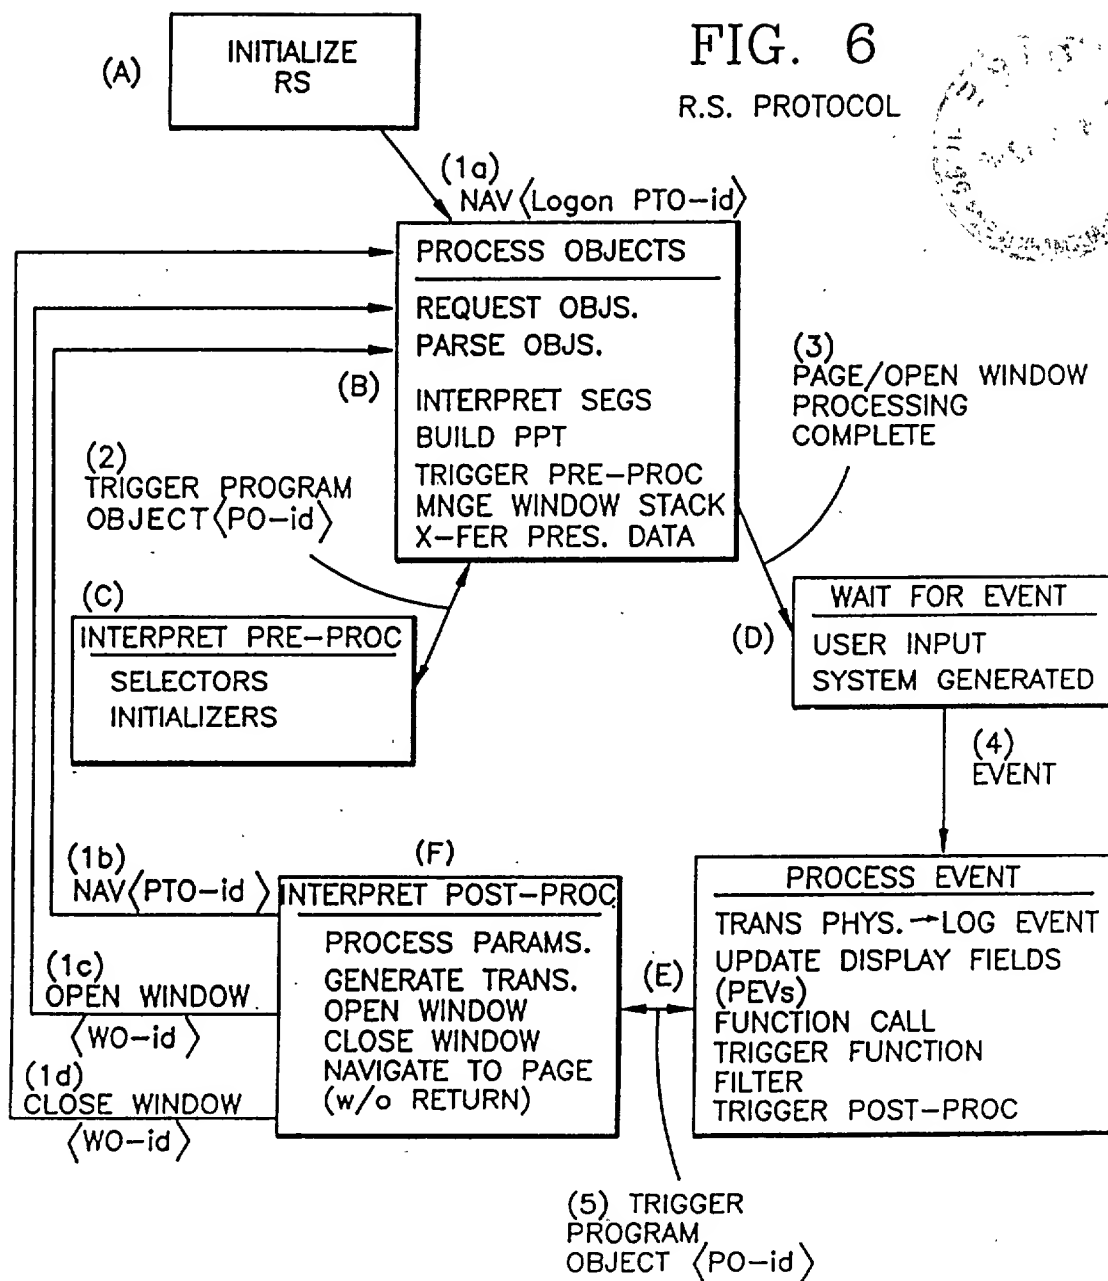 FIG. 6
R.S. PROTOCOL
(A)
INITIALIZE
RS
(1a)
NAV〈Logon PTO-id〉
PROCESS OBJECTS
REQUEST OBJS.
PARSE OBJS.
(B)
INTERPRET SEGS
BUILD PPT
TRIGGER PRE-PROC
MNGE WINDOW STACK
X-FER PRES. DATA
(2)
TRIGGER PROGRAM
OBJECT〈PO-id〉
(3)
PAGE/OPEN WINDOW
PROCESSING
COMPLETE
(C)
INTERPRET PRE-PROC
SELECTORS
INITIALIZERS
(D)
WAIT FOR EVENT
USER INPUT
SYSTEM GENERATED
(4)
EVENT
(1b)
NAV〈PTO-id〉
(1c)
OPEN WINDOW
〈WO-id〉
(1d)
CLOSE WINDOW
〈WO-id〉
(F)
INTERPRET POST-PROC
PROCESS PARAMS.
GENERATE TRANS.
OPEN WINDOW
CLOSE WINDOW
NAVIGATE TO PAGE
(w/o RETURN)
(E)
PROCESS EVENT
TRANS PHYS.→LOG EVENT
UPDATE DISPLAY FIELDS
(PEVs)
FUNCTION CALL
TRIGGER FUNCTION
FILTER
TRIGGER POST-PROC
(5) TRIGGER
PROGRAM
OBJECT 〈PO-id〉